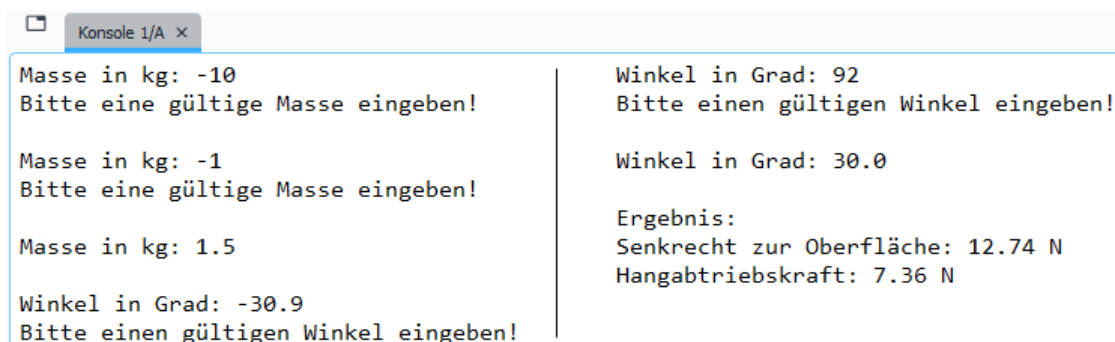 Konsole 1/A
Masse in kg: -10
Bitte eine gültige Masse eingeben!
Masse in kg: -1
Bitte eine gültige Masse eingeben!
Masse in kg: 1.5
Winkel in Grad: -30.9
Bitte einen gültigen Winkel eingeben!
Winkel in Grad: 92
Bitte einen gültigen Winkel eingeben!
Winkel in Grad: 30.0
Ergebnis:
Senkrecht zur Oberfläche: 12.74 N
Hangabtriebskraft: 7.36 N